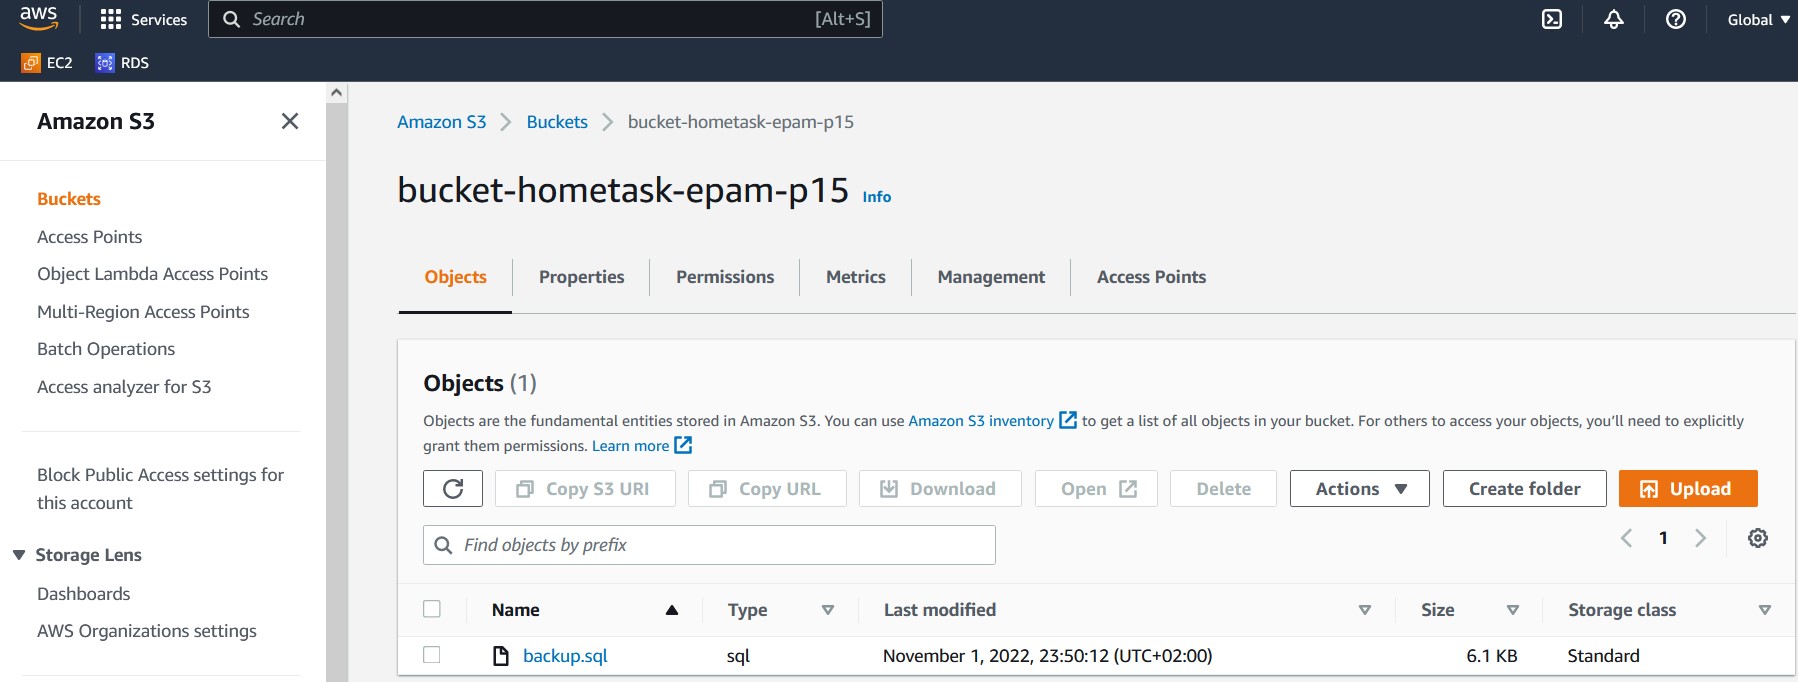 aws Services Search [Alt+S] Global
EC2 RDS
Amazon S3
Buckets
Access Points
Object Lambda Access Points
Multi-Region Access Points
Batch Operations
Access analyzer for S3
Block Public Access settings for
this account
Storage Lens
Dashboards
AWS Organizations settings
Amazon S3 Buckets bucket-hometask-epam-p15
bucket-hometask-epam-p15 Info
Objects Properties Permissions Metrics Management Access Points
Objects (1)
Objects are the fundamental entities stored in Amazon S3. You can use Amazon S3 inventory to get a list of all objects in your bucket. For others to access your objects, you'll need to explicitly
grant them permissions. Learn more
Copy S3 URI Copy URL Download Open Delete Actions Create folder Upload
Find objects by prefix 1
Name Type Last modified Size Storage class
backup.sql sql November 1, 2022, 23:50:12 (UTC+02:00) 6.1 KB Standard